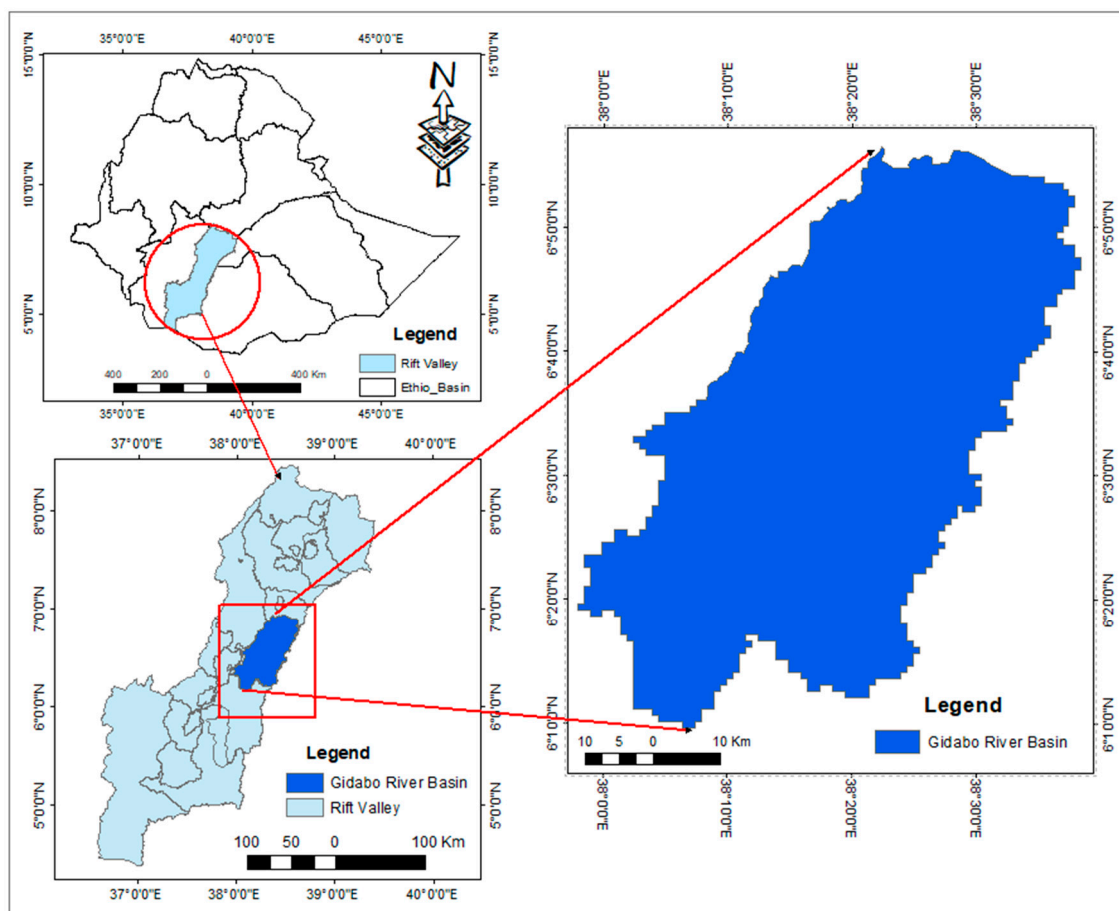 35°0'0"E 40°0'0"E 45°0'0"E
15°0'0"N 15°0'0"N
10°0'0"N 10°0'0"N
5°0'0"N 5°0'0"N
N
Legend
Rift Valley
Ethio_Basin
400 200 0 400 Km
35°0'0"E 40°0'0"E 45°0'0"E
37°0'0"E 38°0'0"E 39°0'0"E 40°0'0"E
8°0'0"N 8°0'0"N
7°0'0"N 7°0'0"N
6°0'0"N 6°0'0"N
5°0'0"N 5°0'0"N
Legend
Gidabo River Basin
Rift Valley
100 50 0 100 Km
37°0'0"E 38°0'0"E 39°0'0"E 40°0'0"E
38°0'0"E 38°10'0"E 38°20'0"E 38°30'0"E
6°50'0"N 6°50'0"N
6°40'0"N 6°40'0"N
6°30'0"N 6°30'0"N
6°20'0"N 6°20'0"N
6°10'0"N 6°10'0"N
Legend
Gidabo River Basin
10 5 0 10 Km
38°0'0"E 38°10'0"E 38°20'0"E 38°30'0"E